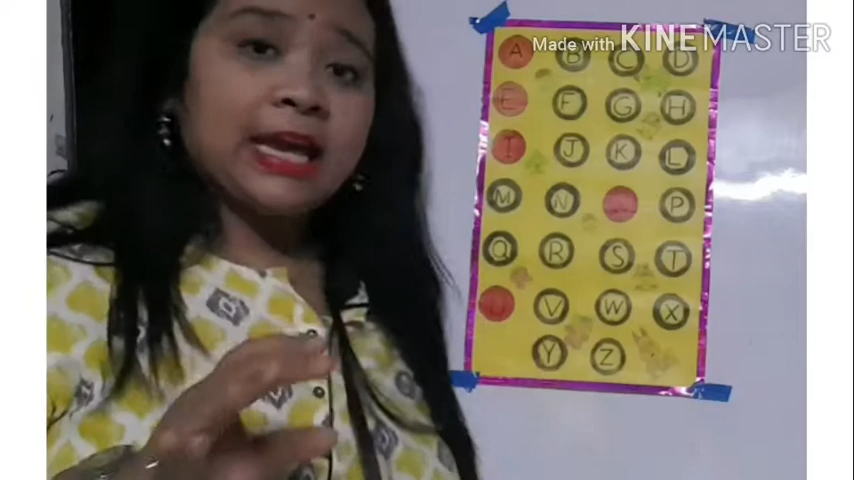 Made with KINEMASTER
A B C D
E F G H
I J K L
M N P
Q R S T
U V W X
Y Z